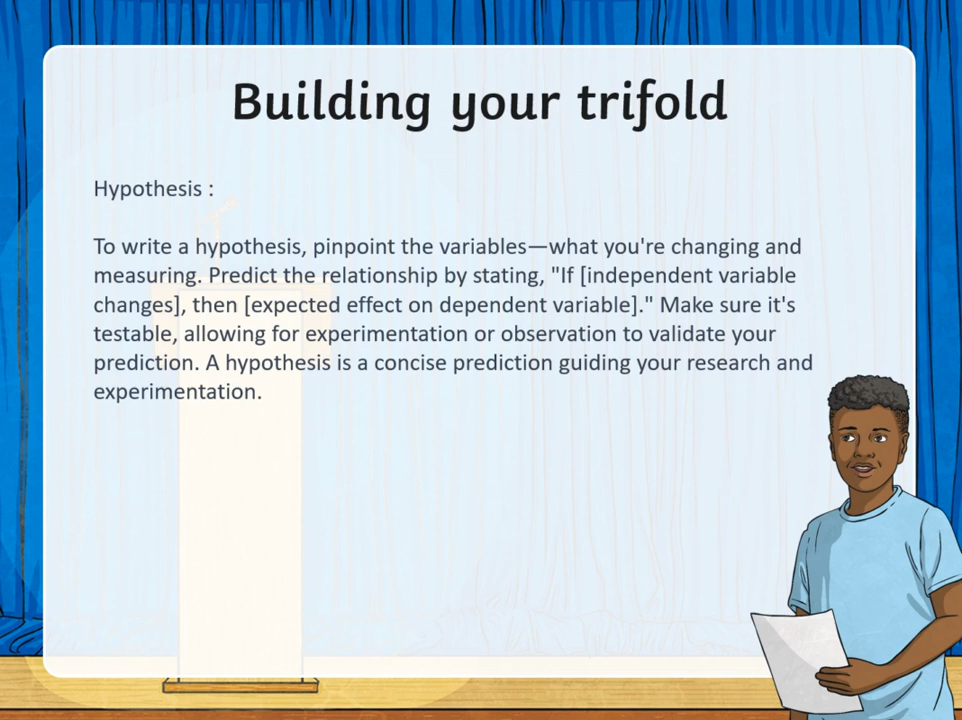 Building your trifold
Hypothesis :
To write a hypothesis, pinpoint the variables—what you're changing and
measuring. Predict the relationship by stating, "If [independent variable
changes], then [expected effect on dependent variable]." Make sure it's
testable, allowing for experimentation or observation to validate your
prediction. A hypothesis is a concise prediction guiding your research and
experimentation.